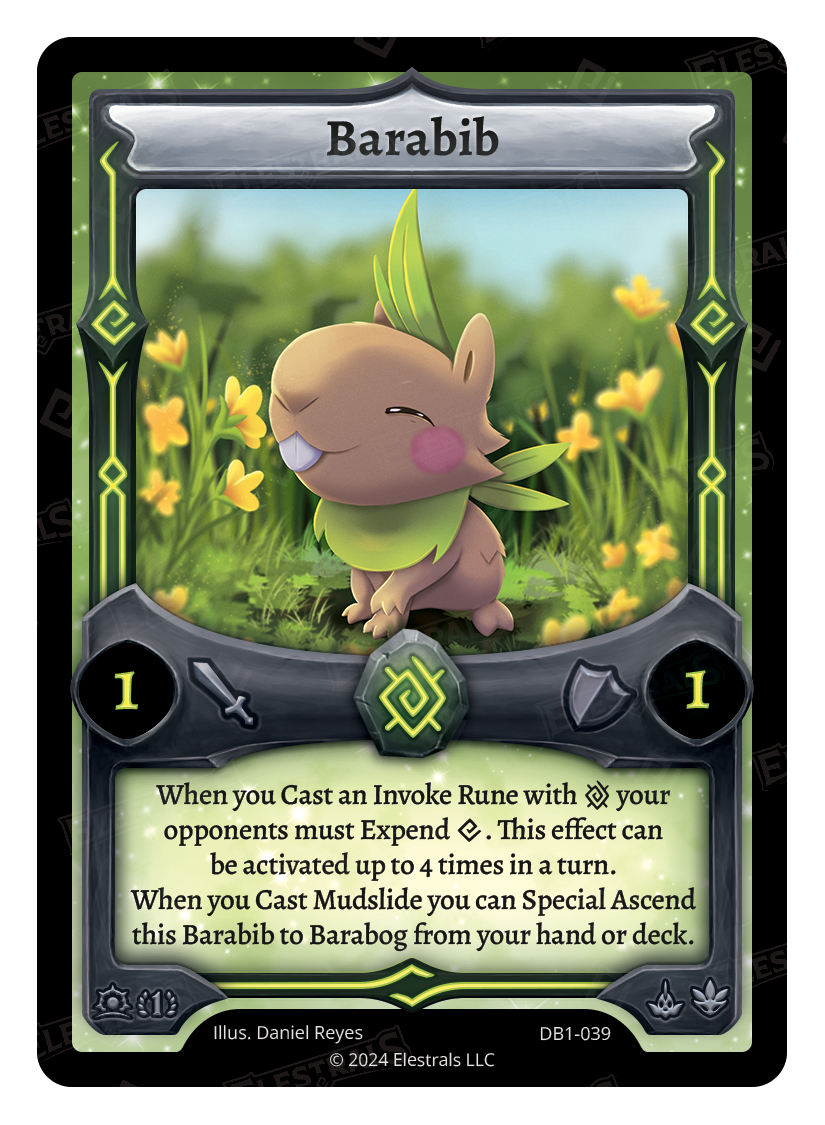 Barabib
1
1
When you Cast an Invoke Rune with your
opponents must Expend . This effect can
be activated up to 4 times in a turn.
When you Cast Mudslide you can Special Ascend
this Barabib to Barabog from your hand or deck.
1
Illus. Daniel Reyes
DB1-039
© 2024 Elestrals LLC